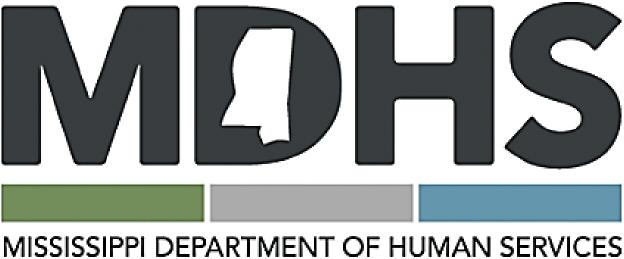 MDHS
MISSISSIPPI DEPARTMENT OF HUMAN SERVICES